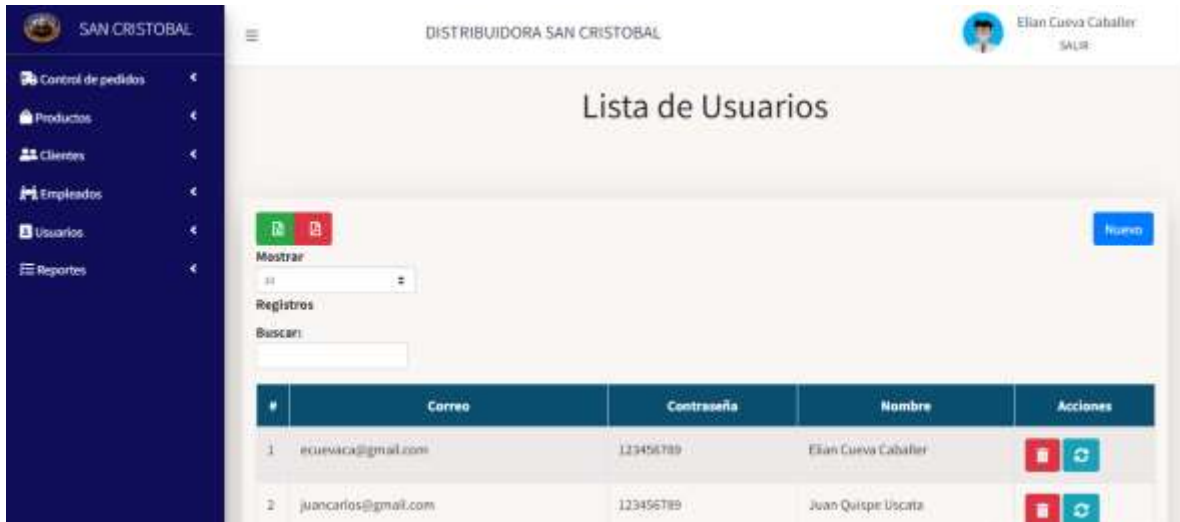 SAN CRISTOBAL
DISTRIBUIDORA SAN CRISTOBAL
Elian Cueva Caballer
SALIR
Control de pedidos
Productos
Clientes
Empleados
Usuarios
Reportes
Lista de Usuarios
Nuevo
Mostrar
10
Registros
Buscar:
# Correo Contraseña Nombre Acciones
1 ecuevaca@gmail.com 123456789 Elian Cueva Caballer
2 juancarlos@gmail.com 123456789 Juan Quispe Uscata